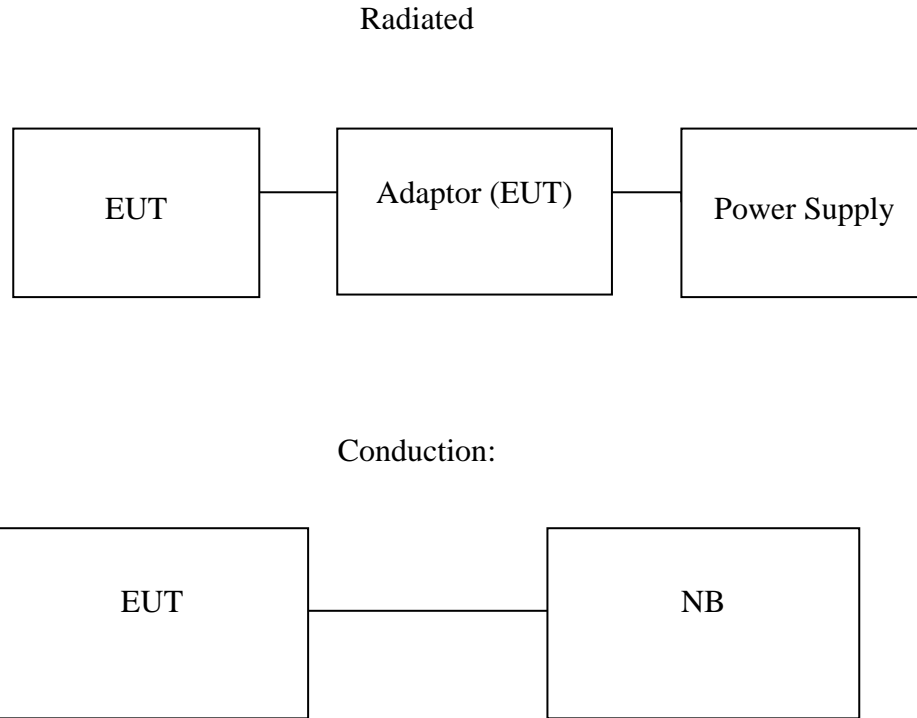 Radiated
EUT
Adaptor (EUT)
Power Supply
Conduction:
EUT
NB